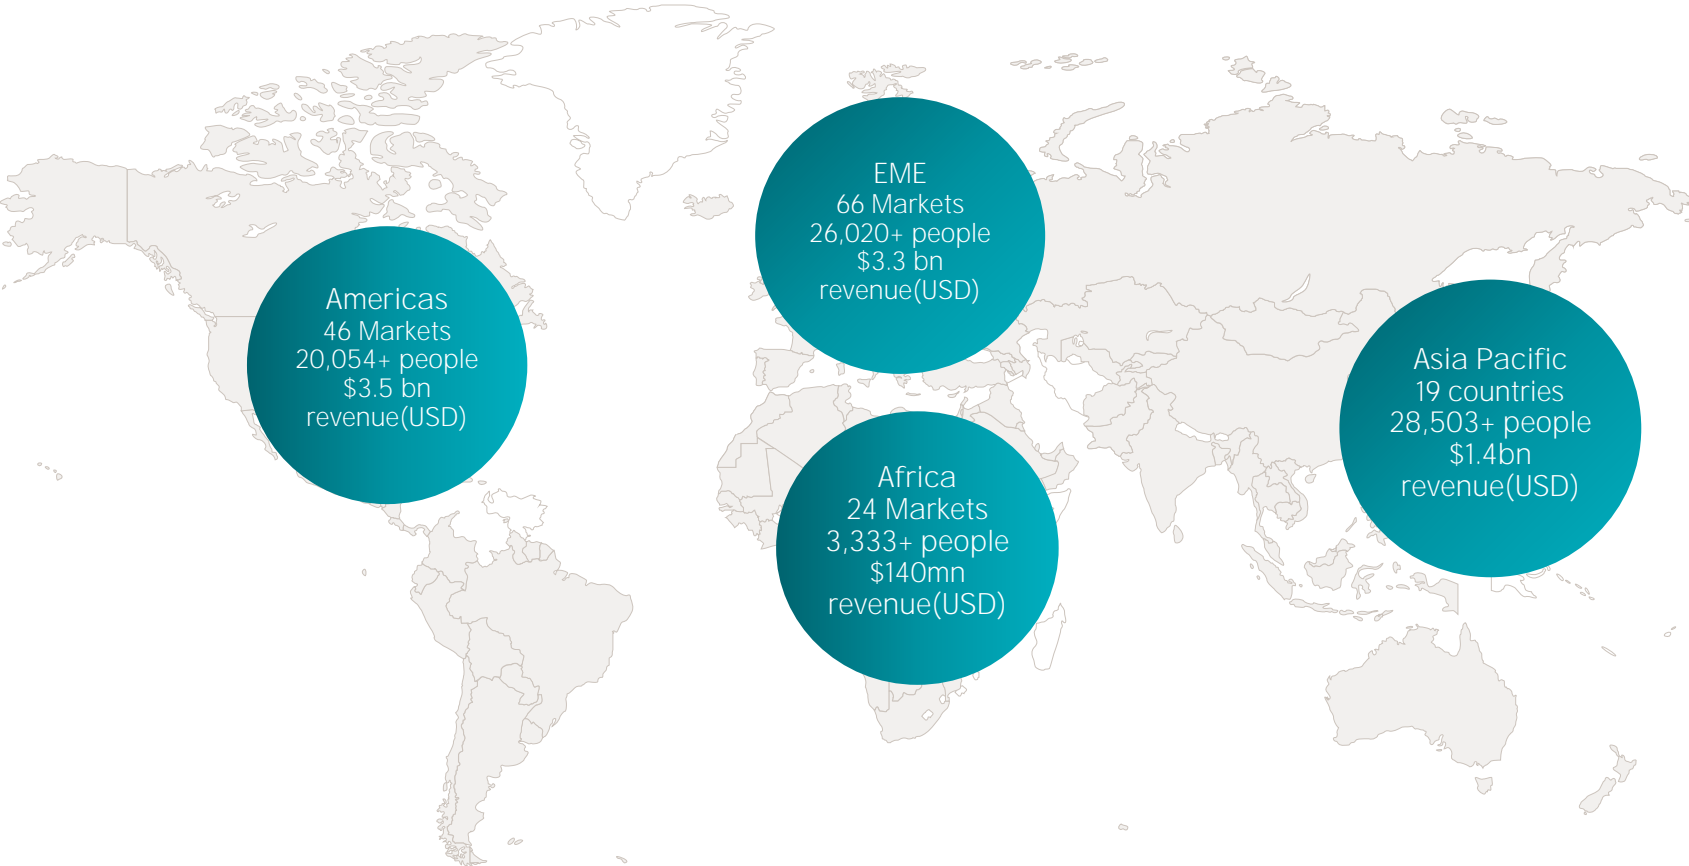 EME
66 Markets
26,020+ people
$3.3 bn
revenue(USD)
Americas
46 Markets
20,054+ people
$3.5 bn
revenue(USD)
Asia Pacific
19 countries
28,503+ people
$1.4bn
revenue(USD)
Africa
24 Markets
3,333+ people
$140mn
revenue(USD)